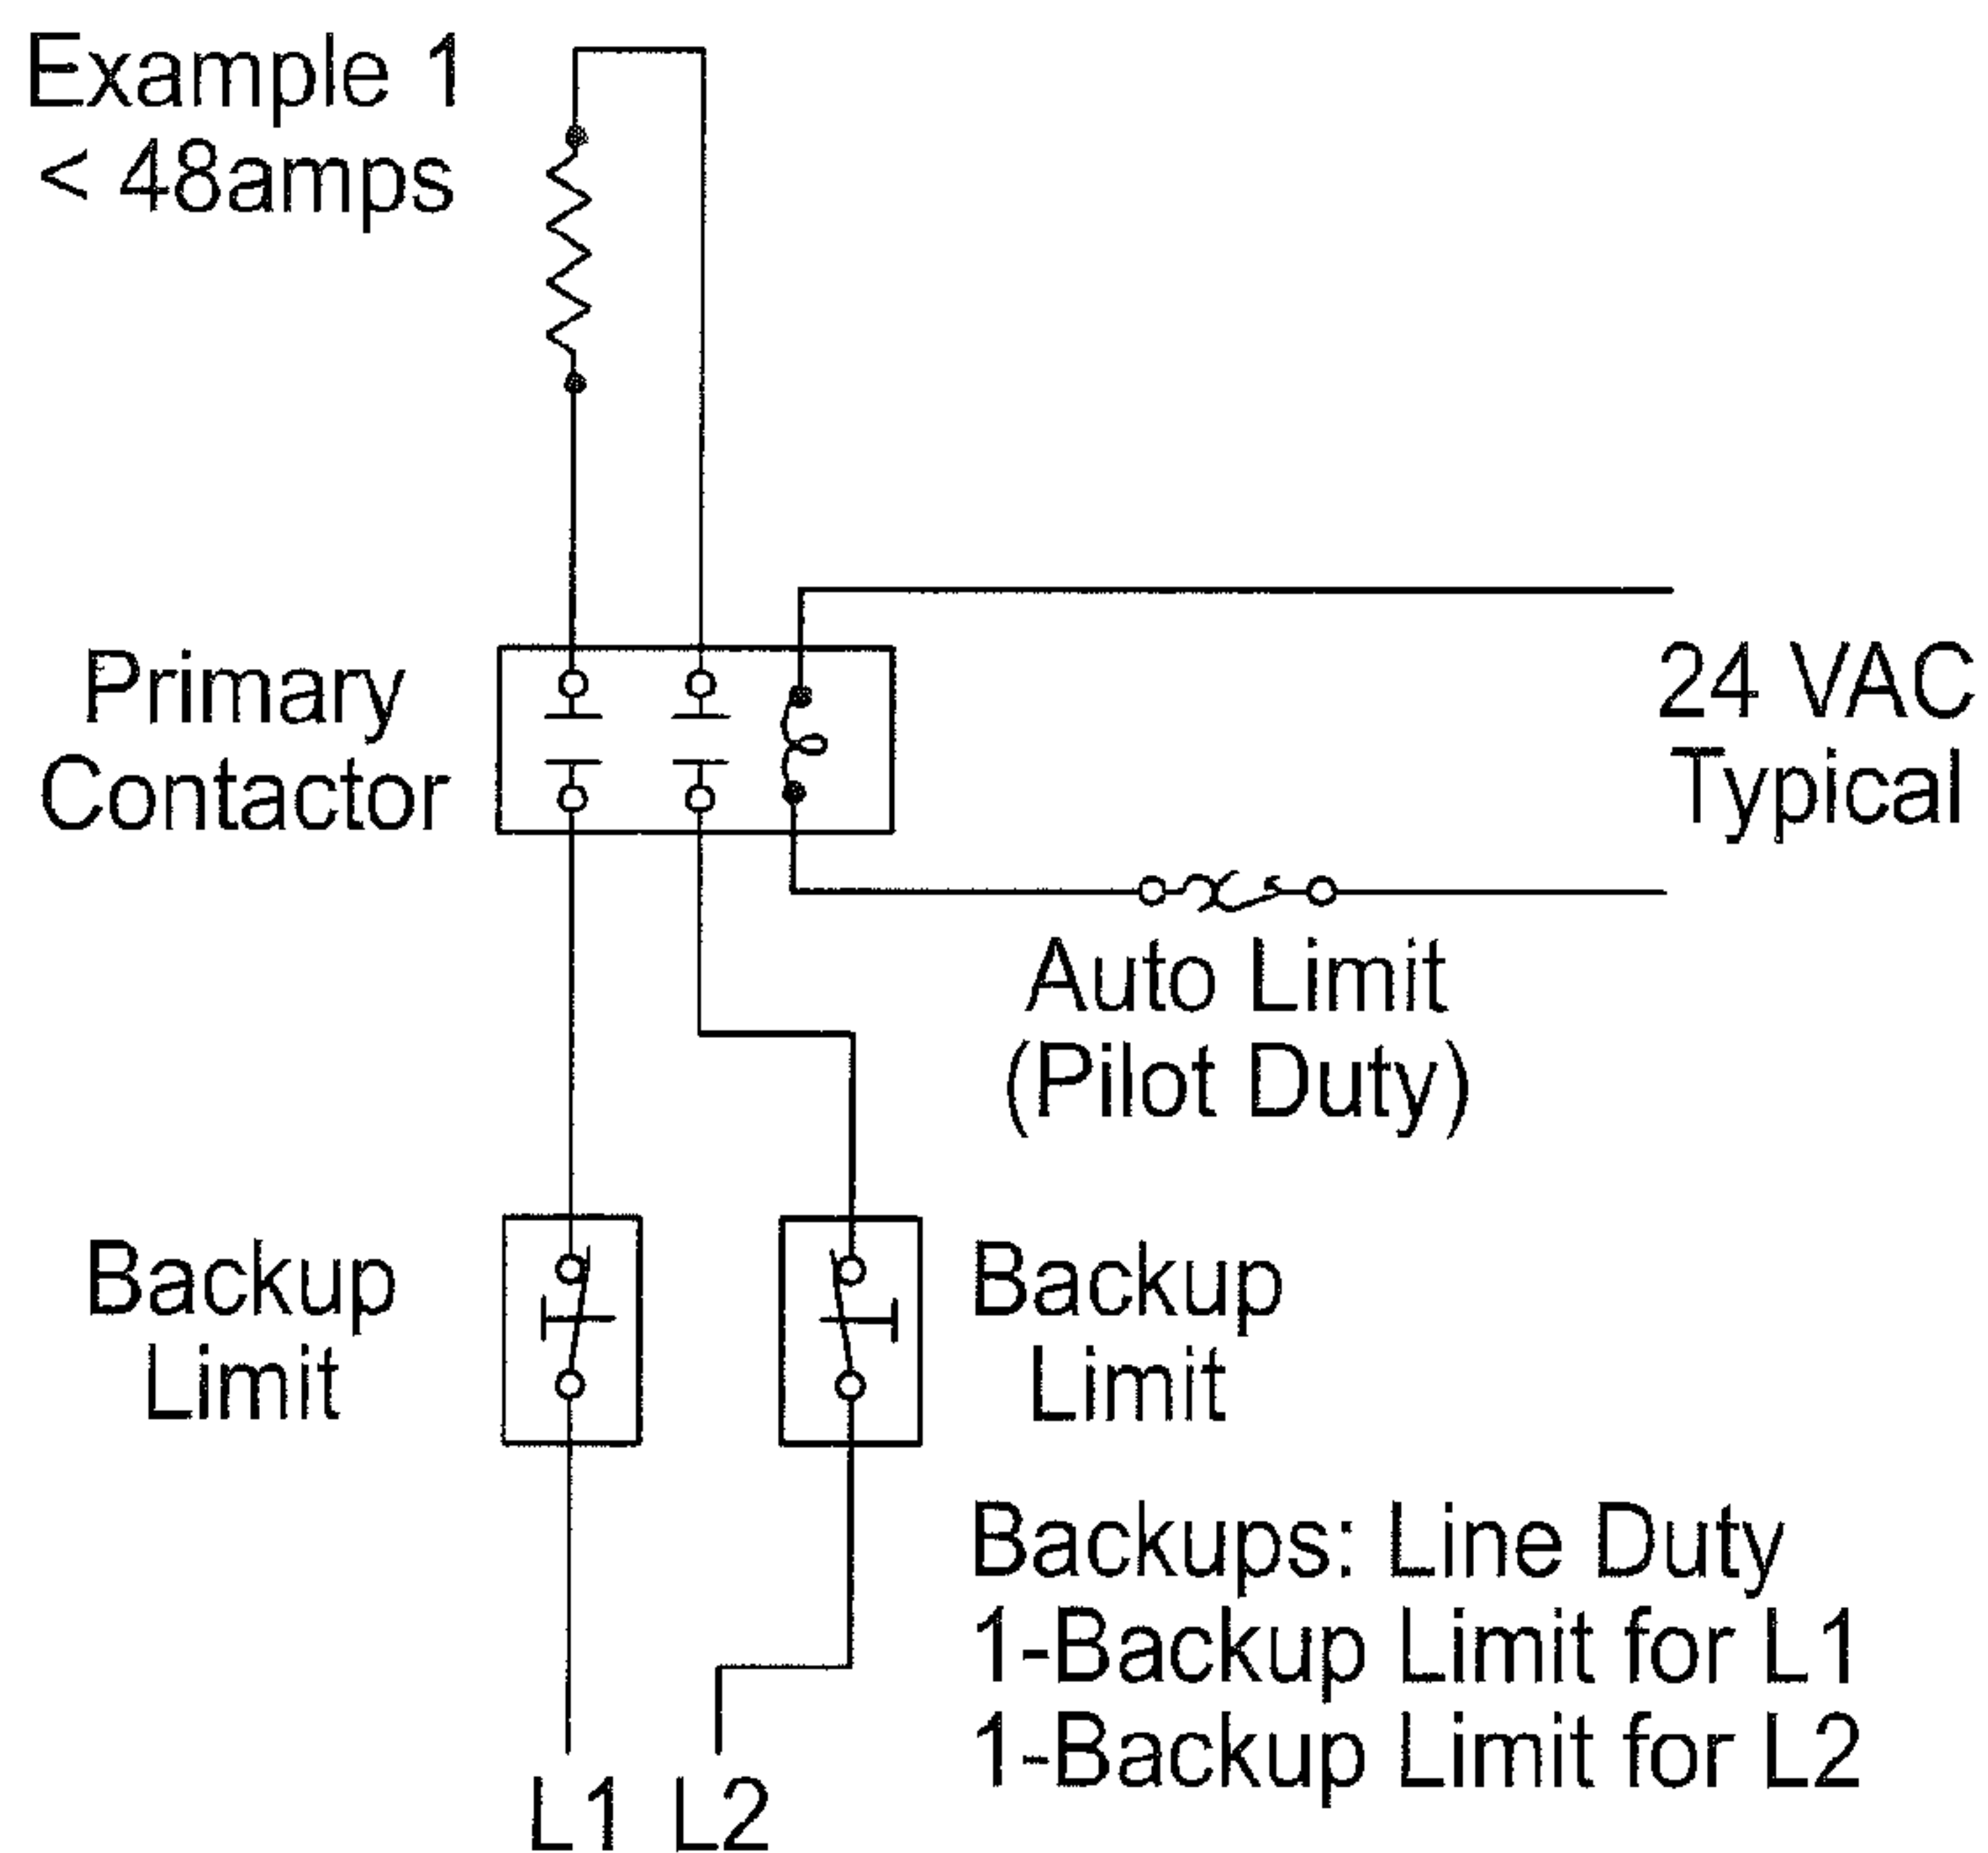 Example 1
< 48amps
Primary
Contactor
24 VAC
Typical
Auto Limit
(Pilot Duty)
Backup
Limit
Backup
Limit
Backups: Line Duty
1-Backup Limit for L1
1-Backup Limit for L2
L1 L2